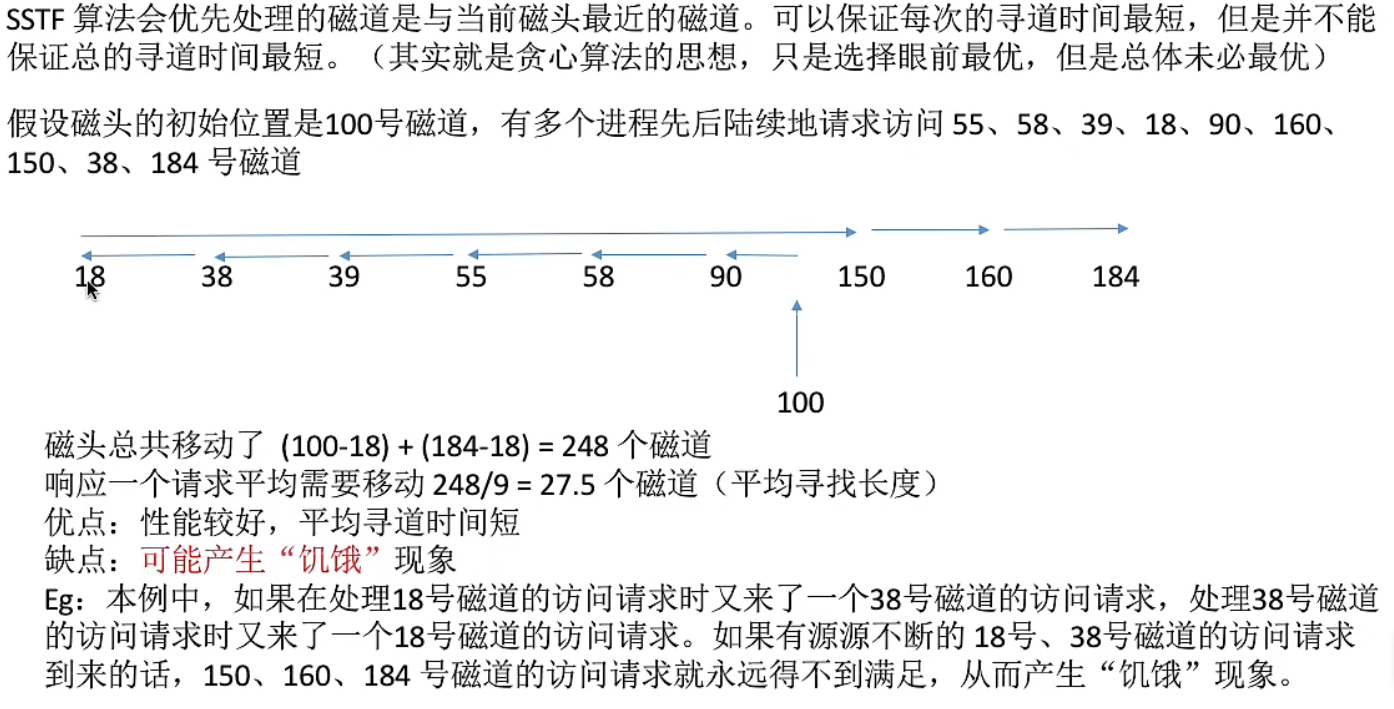 SSTF 算法会优先处理的磁道是与当前磁头最近的磁道。可以保证每次的寻道时间最短，但是并不能
保证总的寻道时间最短。（其实就是贪心算法的思想，只是选择眼前最优，但是总体未必最优）
假设磁头的初始位置是100号磁道，有多个进程先后陆续地请求访问 55、58、39、18、90、160、
150、38、184 号磁道
18 38 39 55 58 90 150 160 184
100
磁头总共移动了 (100-18) + (184-18) = 248 个磁道
响应一个请求平均需要移动 248/9 = 27.5 个磁道（平均寻找长度）
优点：性能较好，平均寻道时间短
缺点：可能产生“饥饿”现象
Eg：本例中，如果在处理18号磁道的访问请求时又来了一个38号磁道的访问请求，处理38号磁道
的访问请求时又来了一个18号磁道的访问请求。如果有源源不断的 18号、38号磁道的访问请求
到来的话，150、160、184 号磁道的访问请求就永远得不到满足，从而产生“饥饿”现象。